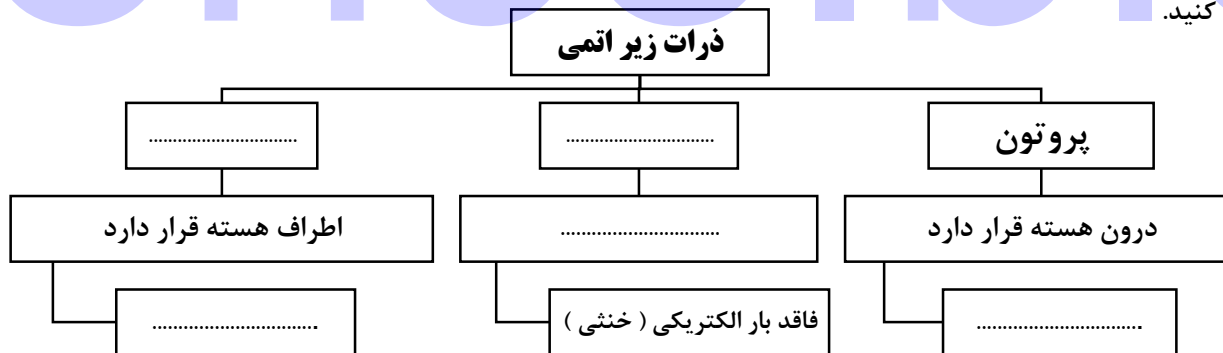 کنید.
ذرات زیر اتمی
پروتون
..............................
..............................
درون هسته قرار دارد
................................
اطراف هسته قرار دارد
................................
فاقد بار الکتریکی ( خنثی )
................................